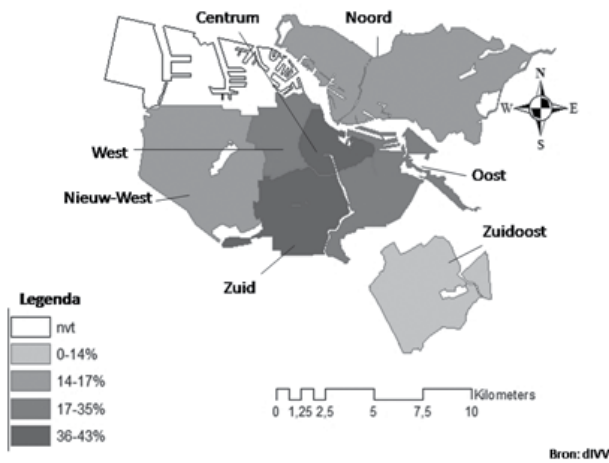 Centrum
Noord
N
W E
S
West
Oost
Nieuw-West
Zuidoost
Zuid
Legenda
nvt
0-14%
14-17%
17-35%
36-43%
Kilometers
0 1,25 2,5 5 7,5 10
Bron: dIVV